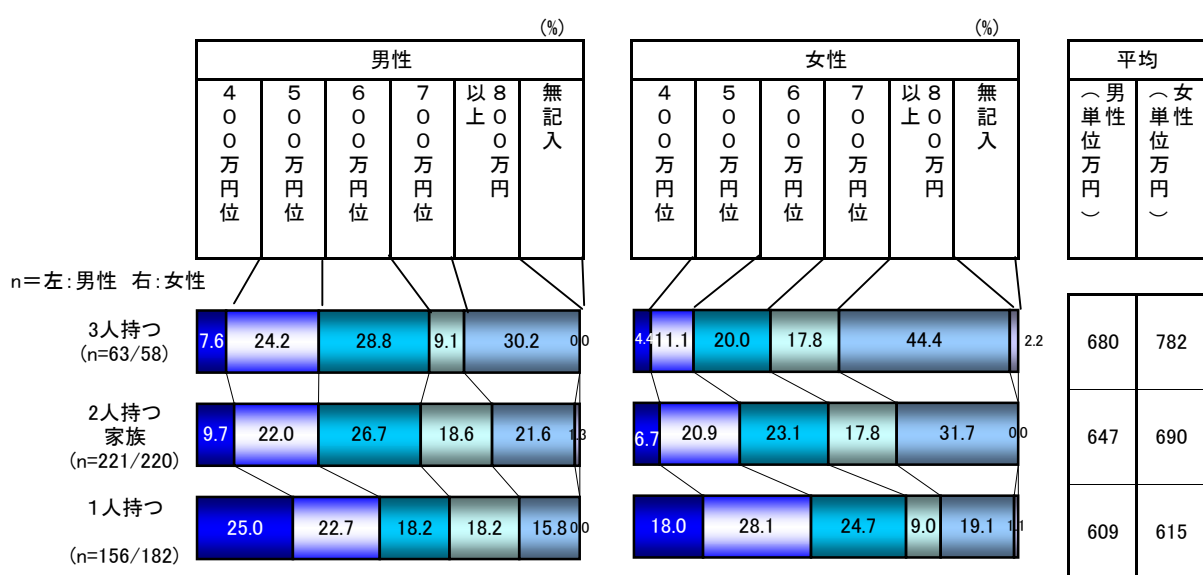 (%)
(%)
男性
女性
平均
400万円位
500万円位
600万円位
700万円位
800万円以上
無記入
400万円位
500万円位
600万円位
700万円位
800万円以上
無記入
男性(単位万円)
女性(単位万円)
n=左:男性 右:女性
3人持つ
(n=63/58)
7.6 24.2 28.8 9.1 30.2 0.0
4.4 11.1 20.0 17.8 44.4 2.2
680 782
2人持つ
家族
(n=221/220)
9.7 22.0 26.7 18.6 21.6 1.3
6.7 20.9 23.1 17.8 31.7 0.0
647 690
1人持つ
(n=156/182)
25.0 22.7 18.2 18.2 15.8 0.0
18.0 28.1 24.7 9.0 19.1 1.1
609 615